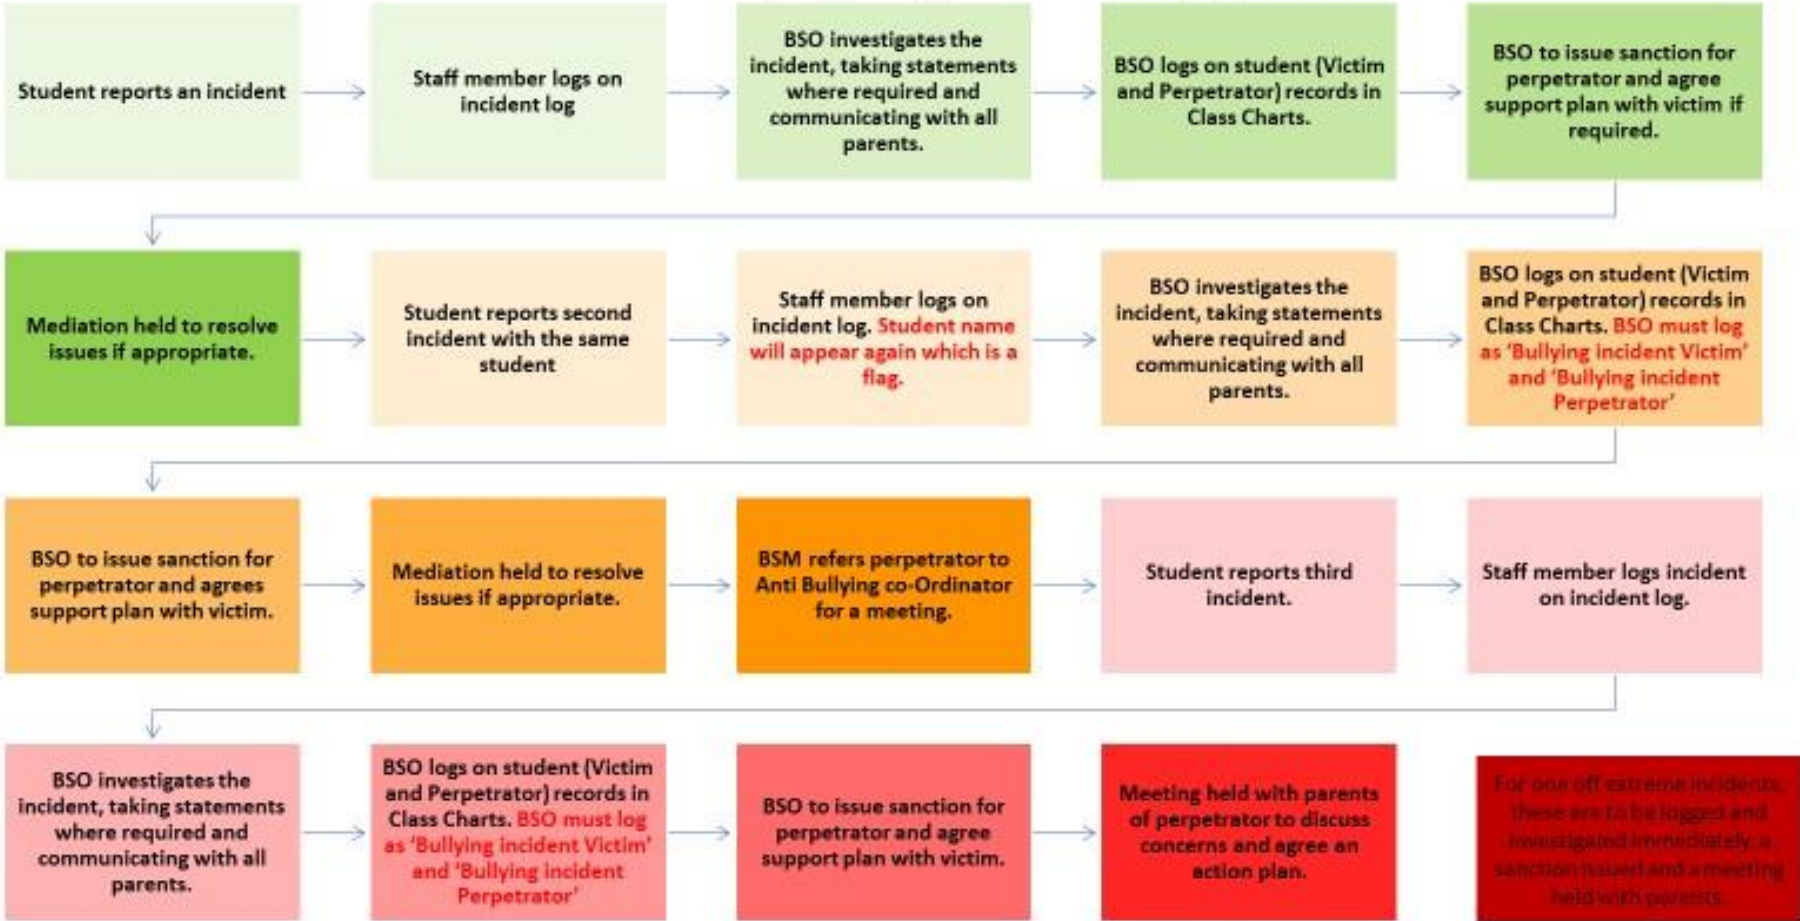 Student reports an incident
Staff member logs on
incident log
BSO investigates the
incident, taking statements
where required and
communicating with all
parents.
BSO logs on student (Victim
and Perpetrator) records in
Class Charts.
BSO to issue sanction for
perpetrator and agree
support plan with victim if
required.
Mediation held to resolve
issues if appropriate.
Student reports second
incident with the same
student
Staff member logs on
incident log. Student name
will appear again which is a
flag.
BSO investigates the
incident, taking statements
where required and
communicating with all
parents.
BSO logs on student (Victim
and Perpetrator) records in
Class Charts. BSO must log
as ‘Bullying incident Victim’
and ‘Bullying incident
Perpetrator’
BSO to issue sanction for
perpetrator and agrees
support plan with victim.
Mediation held to resolve
issues if appropriate.
BSM refers perpetrator to
Anti Bullying co-Ordinator
for a meeting.
Student reports third
incident.
Staff member logs incident
on incident log.
BSO investigates the
incident, taking statements
where required and
communicating with all
parents.
BSO logs on student (Victim
and Perpetrator) records in
Class Charts. BSO must log
as ‘Bullying incident Victim’
and ‘Bullying incident
Perpetrator’
BSO to issue sanction for
perpetrator and agree
support plan with victim.
Meeting held with parents
of perpetrator to discuss
concerns and agree an
action plan.
For one off extreme incidents,
these are to be logged and
investigated immediately, a
sanction issued and a meeting
held with parents.